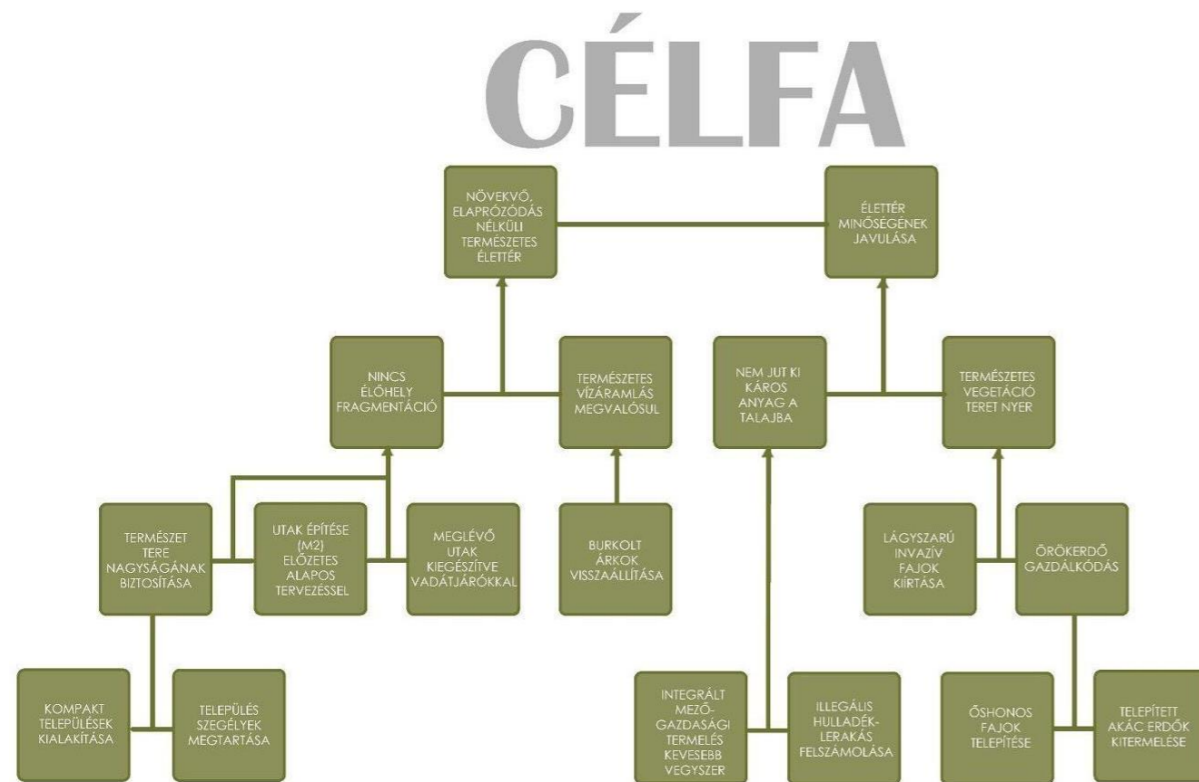 CÉLFA
NÖVEKVŐ,
ELAPRÓZÓDÁS
NÉLKÜLI
TERMÉSZETES
ÉLETTÉR
ÉLETTÉR
MINŐSÉGÉNEK
JAVULÁSA
NINCS
ÉLŐHELY
FRAGMENTÁCIÓ
TERMÉSZETES
VÍZÁRAMLÁS
MEGVALÓSUL
NEM JUT KI
KÁROS
ANYAG A
TALAJBA
TERMÉSZETES
VEGETÁCIÓ
TERET NYER
TERMÉSZET
TERE
NAGYSÁGÁNAK
BIZTOSÍTÁSA
UTAK ÉPÍTÉSE
(M2)
ELŐZETES
ALAPOS
TERVEZÉSSEL
MEGLÉVŐ
UTAK
KIEGÉSZÍTVE
VADÁTJÁRÓKKAL
BURKOLT
ÁRKOK
VISSZAÁLLÍTÁSA
LÁGYSZARÚ
INVAZÍV
FAJOK
KIÍRTÁSA
ÖRÖKERDŐ
GAZDÁLKODÁS
KOMPAKT
TELEPÜLÉSEK
KIALAKÍTÁSA
TELEPÜLÉS
SZEGÉLYEK
MEGTARTÁSA
INTEGRÁLT
MEZŐ-
GAZDASÁGI
TERMELÉS
KEVESEBB
VEGYSZER
ILLEGÁLIS
HULLADÉK-
LERAKÁS
FELSZÁMOLÁSA
ŐSHONOS
FAJOK
TELEPÍTÉSE
TELEPÍTETT
AKÁC ERDŐK
KITERMELÉSE